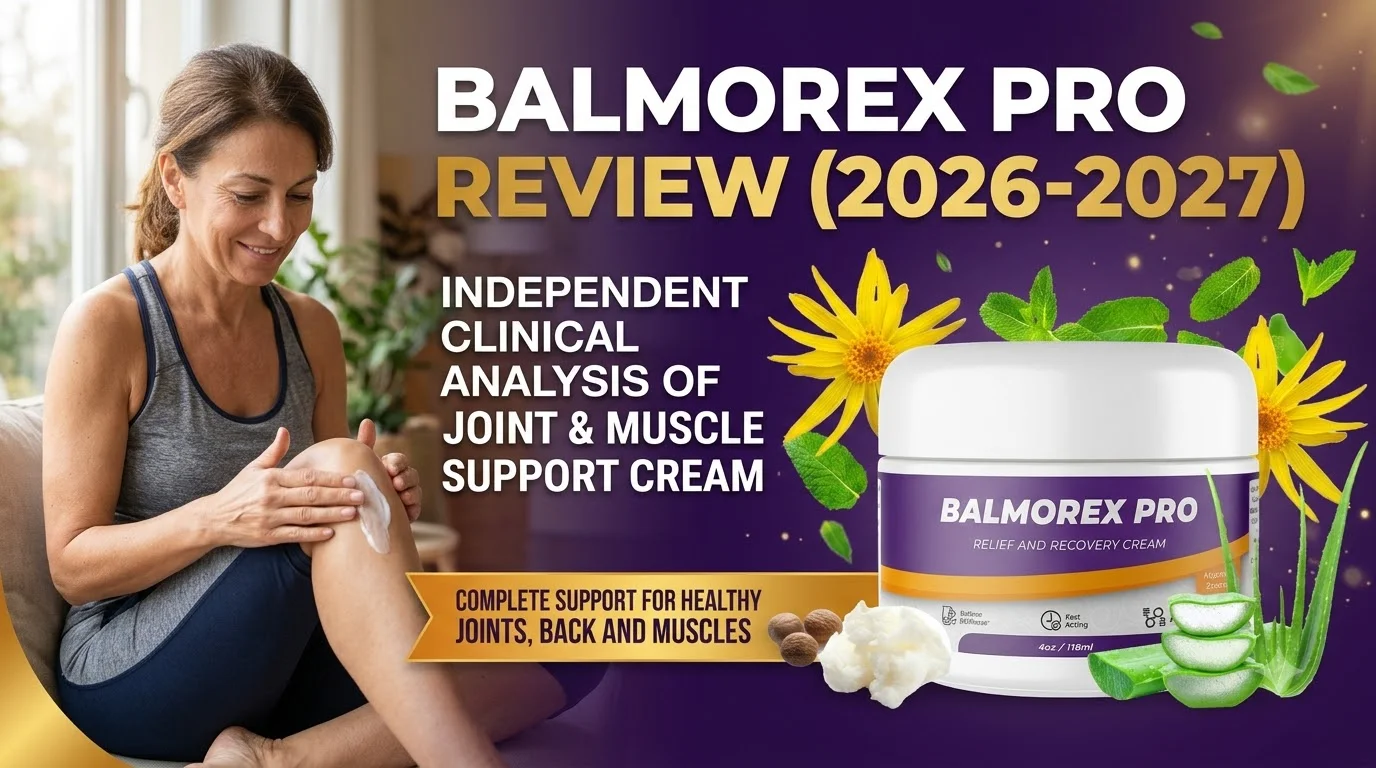 BALMOREX PRO
REVIEW (2026-2027)
INDEPENDENT
CLINICAL
ANALYSIS OF
JOINT & MUSCLE
SUPPORT CREAM
COMPLETE SUPPORT FOR HEALTHY
JOINTS, BACK AND MUSCLES
BALMOREX PRO
RELIEF AND RECOVERY CREAM
Acting
4oz / 118ml